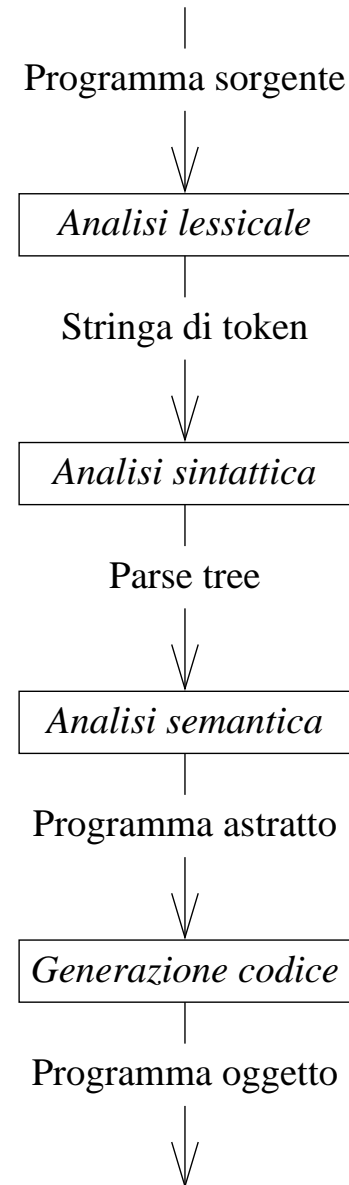 Programma sorgente
Analisi lessicale
Stringa di token
Analisi sintattica
Parse tree
Analisi semantica
Programma astratto
Generazione codice
Programma oggetto